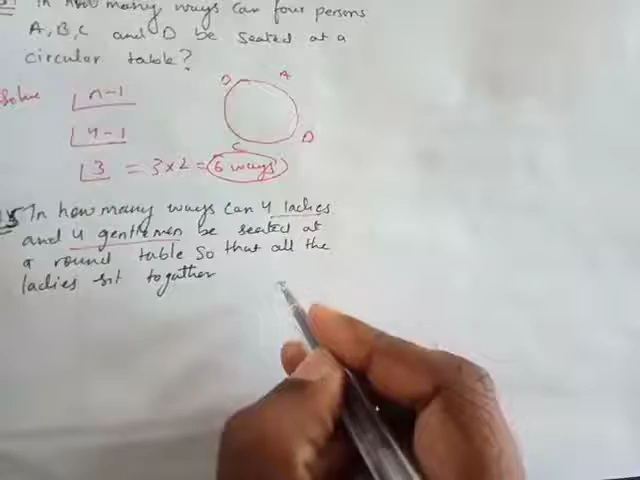 In how many ways can four persons
A, B, C and D be seated at a
circular table?
Solve
D A
C D
⌊n-1
⌊4-1
⌊3 = 3×2 = 6 ways
In how many ways can 4 ladies
and 4 gentlemen be seated at
a round table so that all the
ladies sit togather